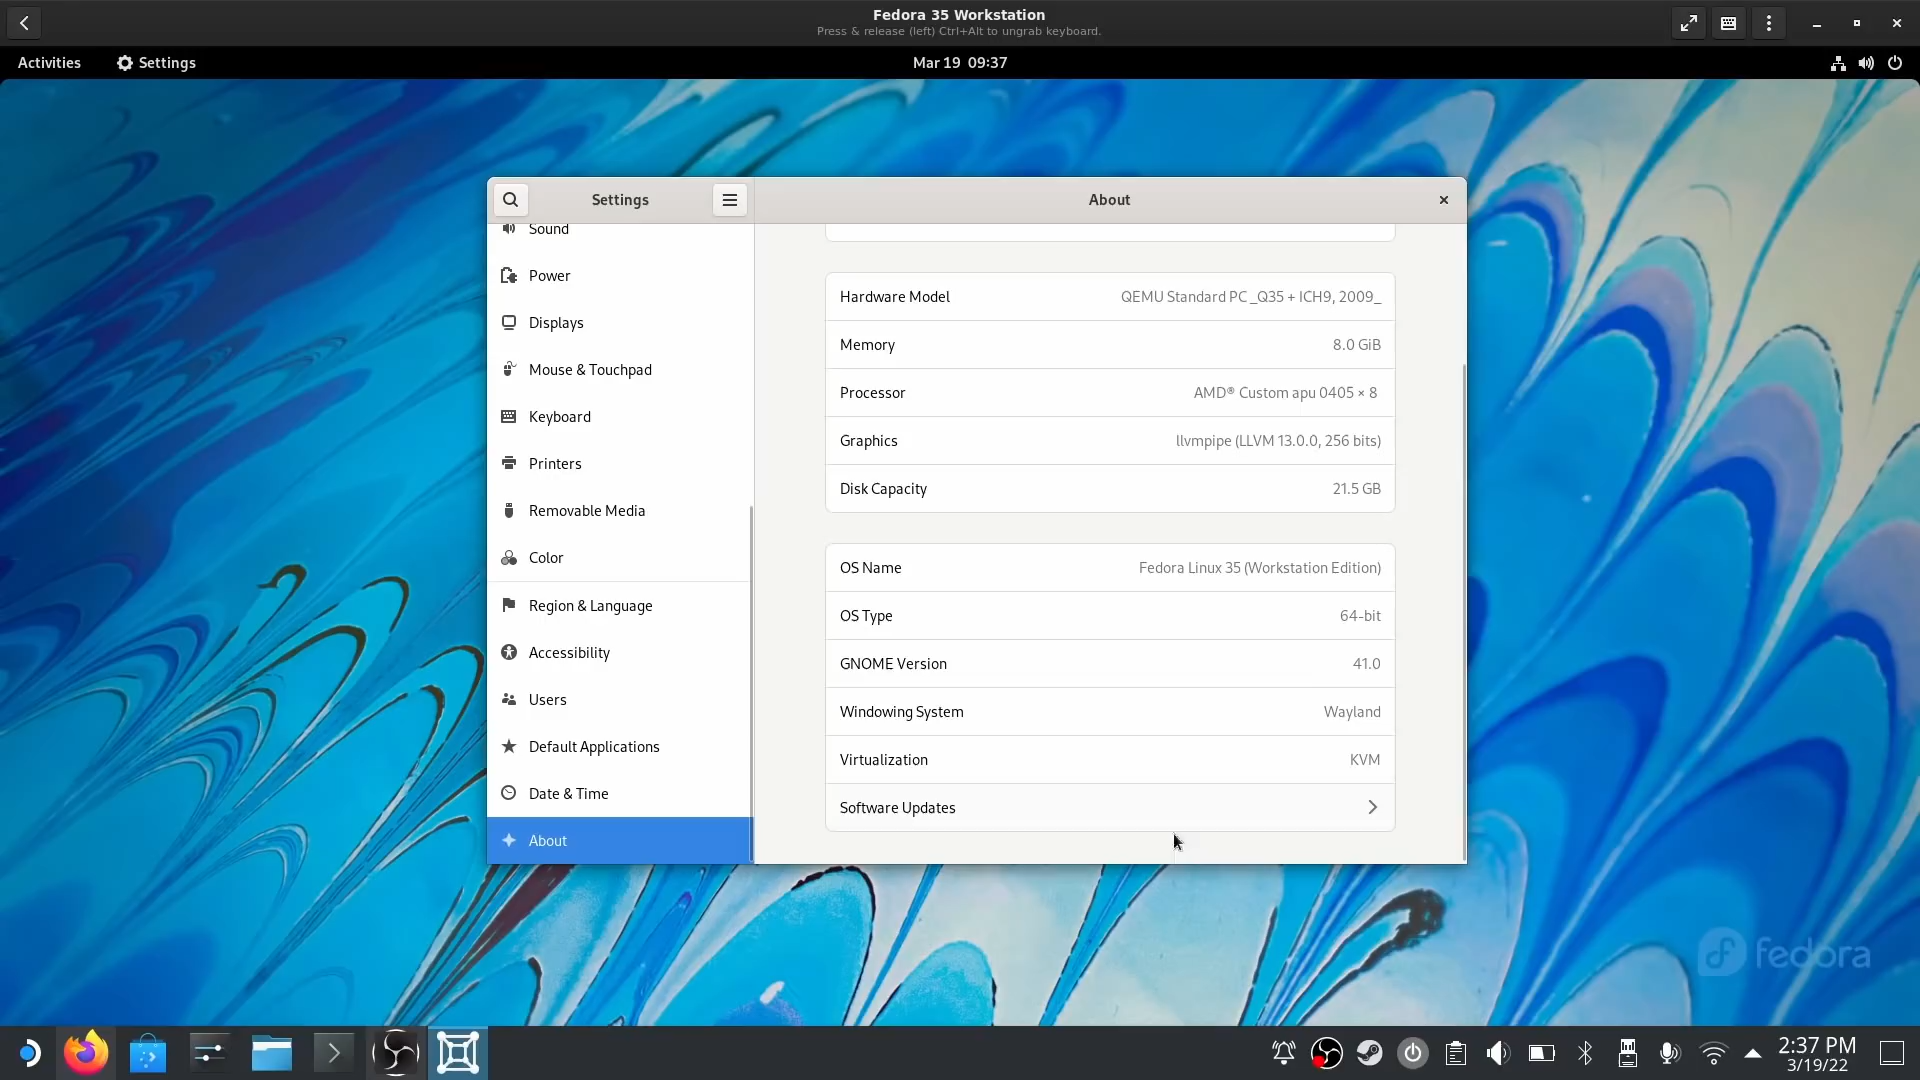 Fedora 35 Workstation
Press & release (left) Ctrl+Alt to ungrab keyboard.
Activities
Settings
Mar 19 09:37
Settings
About
Sound
Power
Displays
Mouse & Touchpad
Keyboard
Printers
Removable Media
Color
Region & Language
Accessibility
Users
Default Applications
Date & Time
About
Hardware Model QEMU Standard PC _Q35 + ICH9, 2009_
Memory 8.0 GiB
Processor AMD® Custom apu 0405 × 8
Graphics llvmpipe (LLVM 13.0.0, 256 bits)
Disk Capacity 21.5 GB
OS Name Fedora Linux 35 (Workstation Edition)
OS Type 64-bit
GNOME Version 41.0
Windowing System Wayland
Virtualization KVM
Software Updates
fedora
2:37 PM
3/19/22